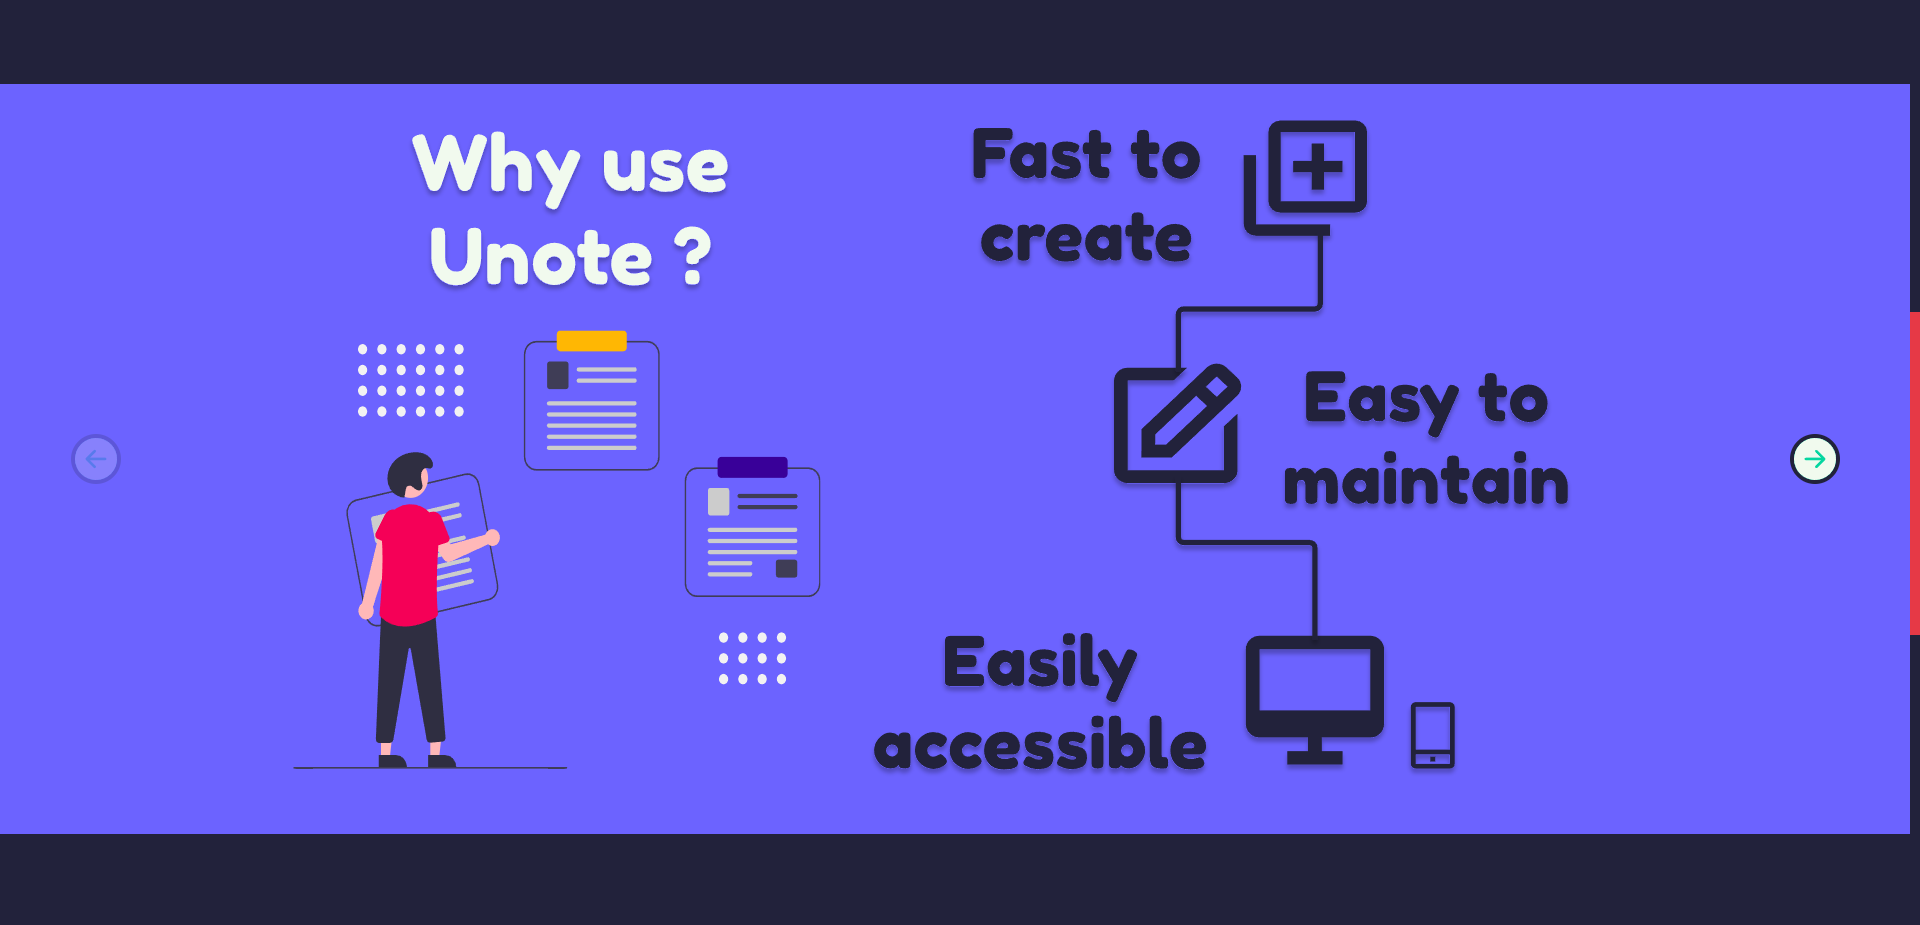 Why use
Unote ?
Fast to
create
Easy to
maintain
Easily
accessible